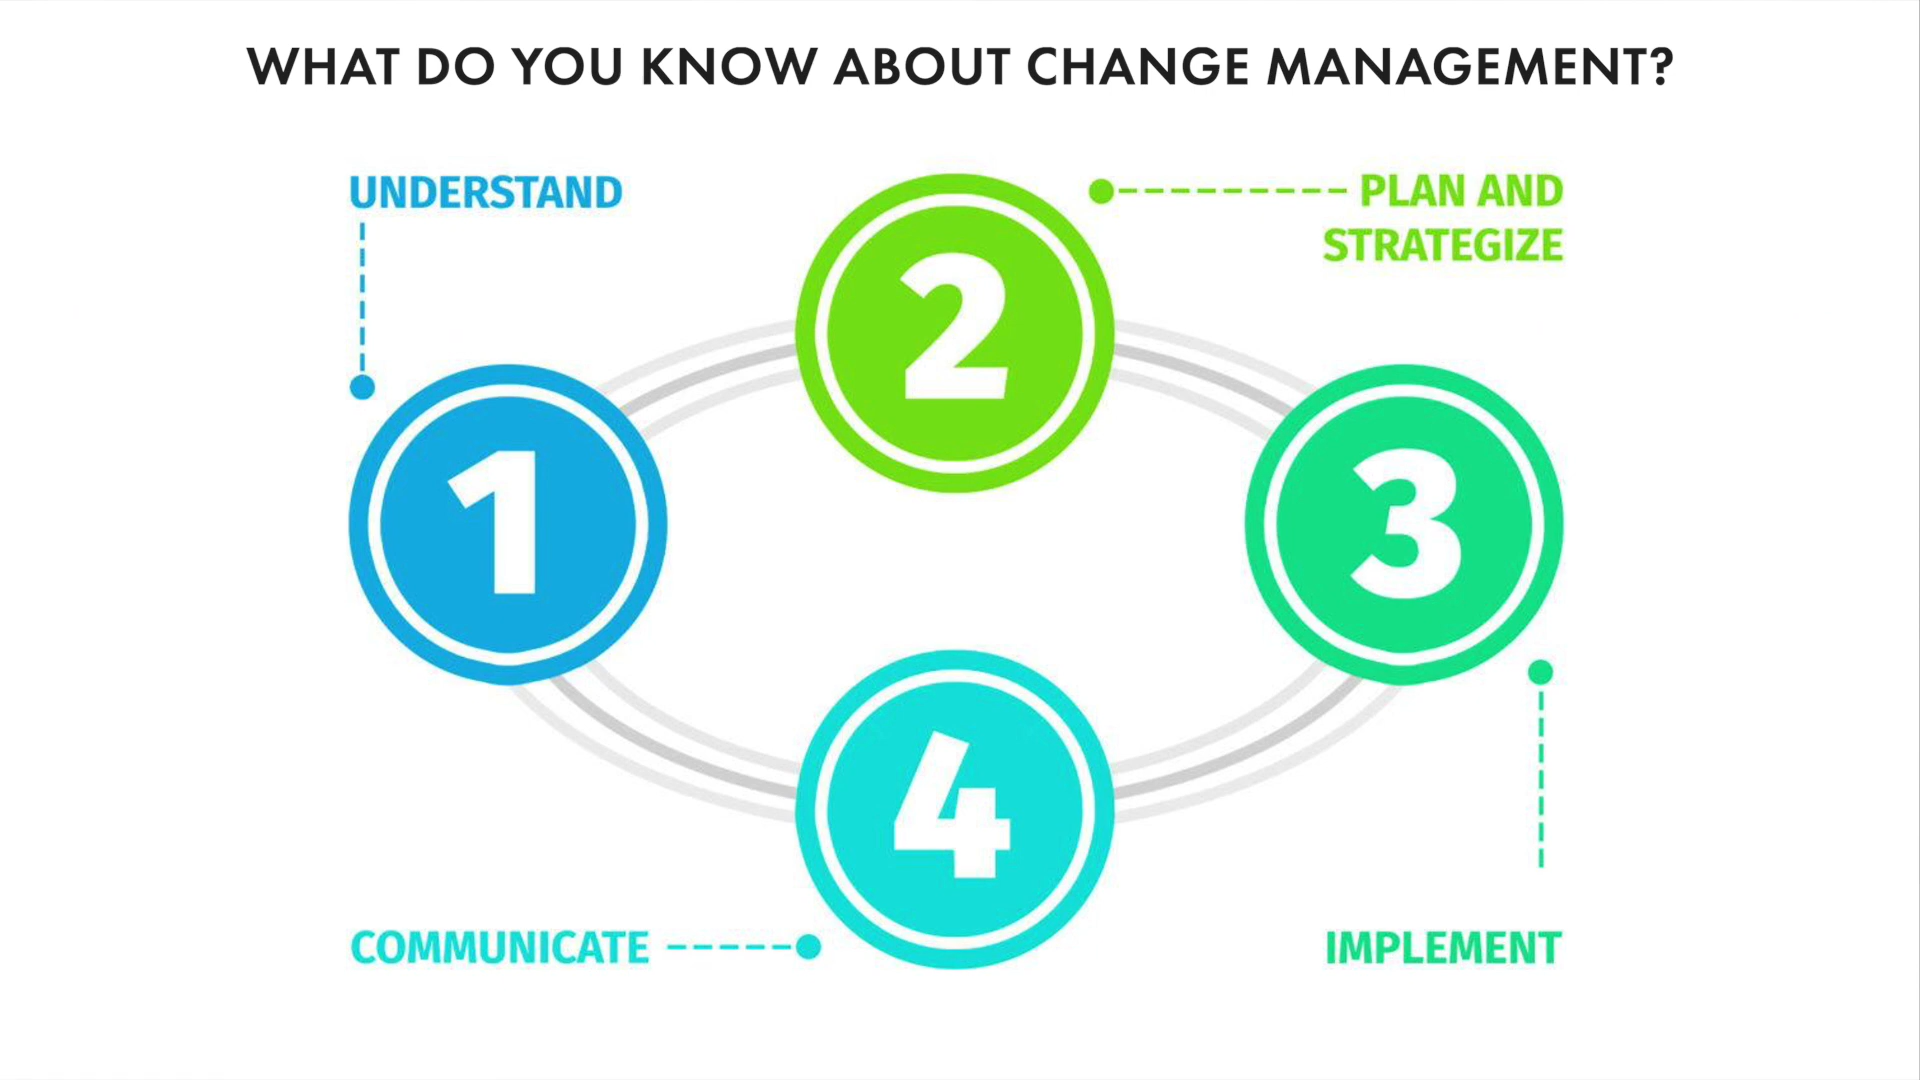 WHAT DO YOU KNOW ABOUT CHANGE MANAGEMENT?
UNDERSTAND
PLAN AND
STRATEGIZE
2
1
3
4
COMMUNICATE
IMPLEMENT